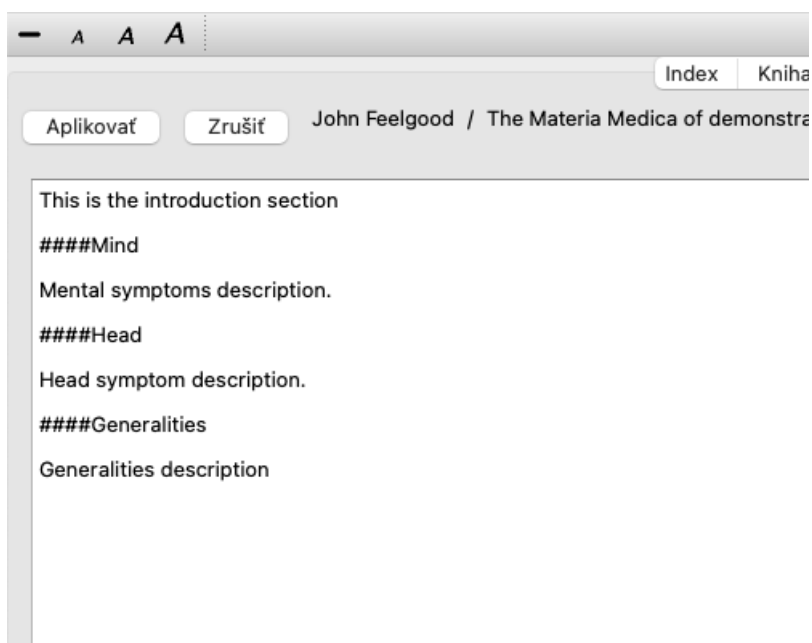 A A A
Index Kniha
Aplikovať Zrušiť John Feelgood / The Materia Medica of demonstra
This is the introduction section
####Mind
Mental symptoms description.
####Head
Head symptom description.
####Generalities
Generalities description